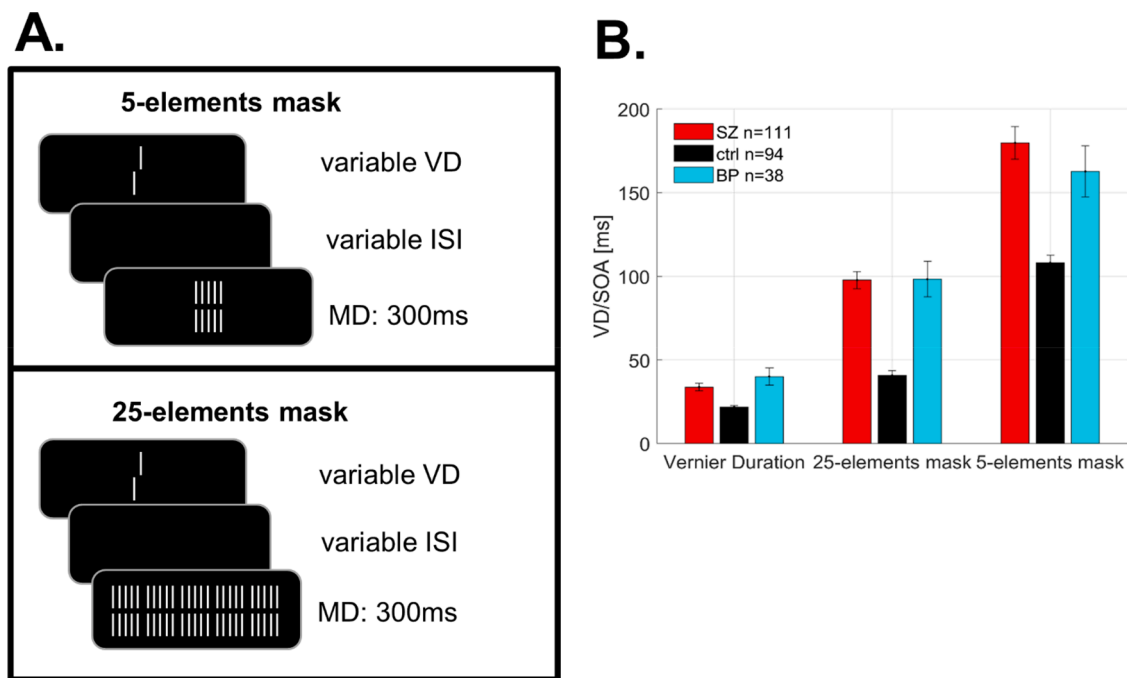 A.
5-elements mask
variable VD
variable ISI
MD: 300ms
25-elements mask
variable VD
variable ISI
MD: 300ms
B.
200
150
100
50
0
VD/SOA [ms]
SZ n=111
ctrl n=94
BP n=38
Vernier Duration 25-elements mask 5-elements mask